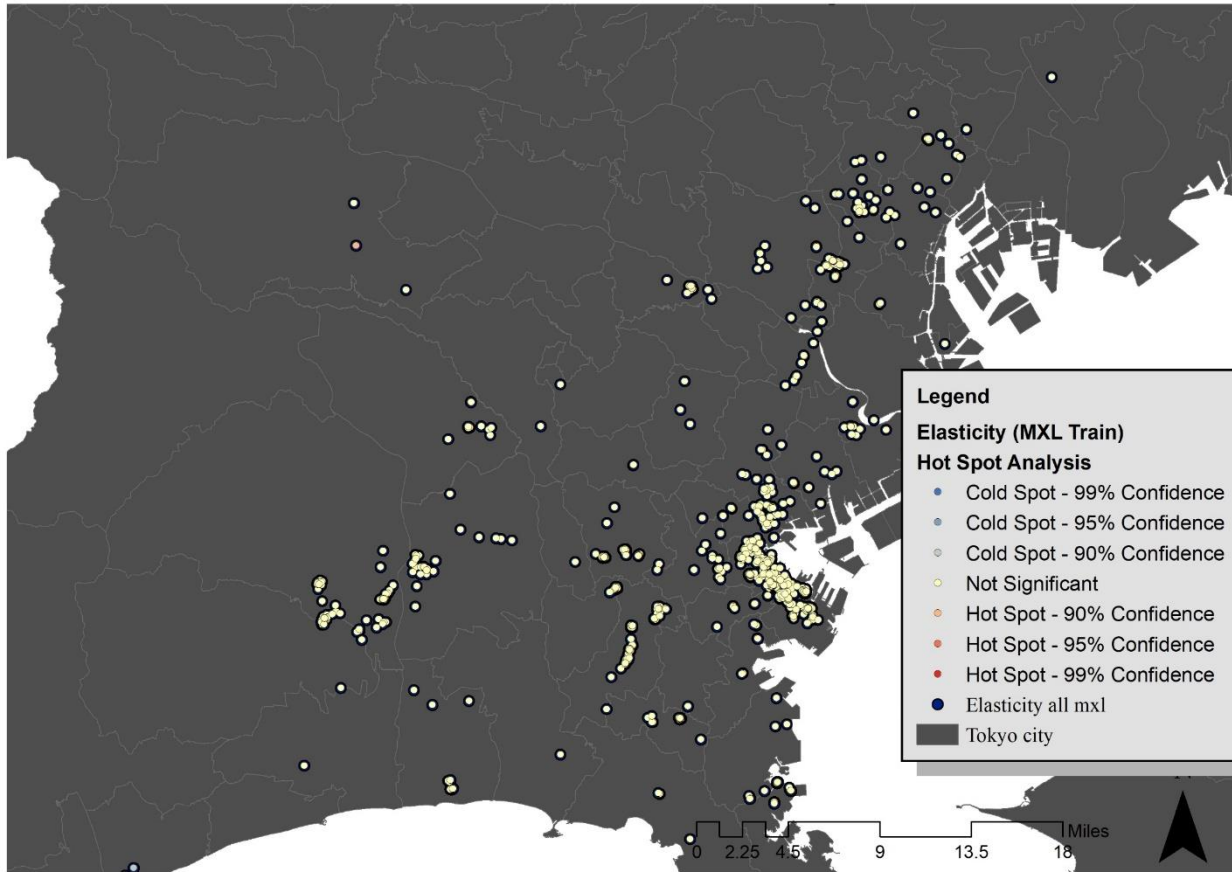 Legend
Elasticity (MXL Train)
Hot Spot Analysis
Cold Spot - 99% Confidence
Cold Spot - 95% Confidence
Cold Spot - 90% Confidence
Not Significant
Hot Spot - 90% Confidence
Hot Spot - 95% Confidence
Hot Spot - 99% Confidence
Elasticity all mxl
Tokyo city
Miles
0 2.25 4.5 9 13.5 18